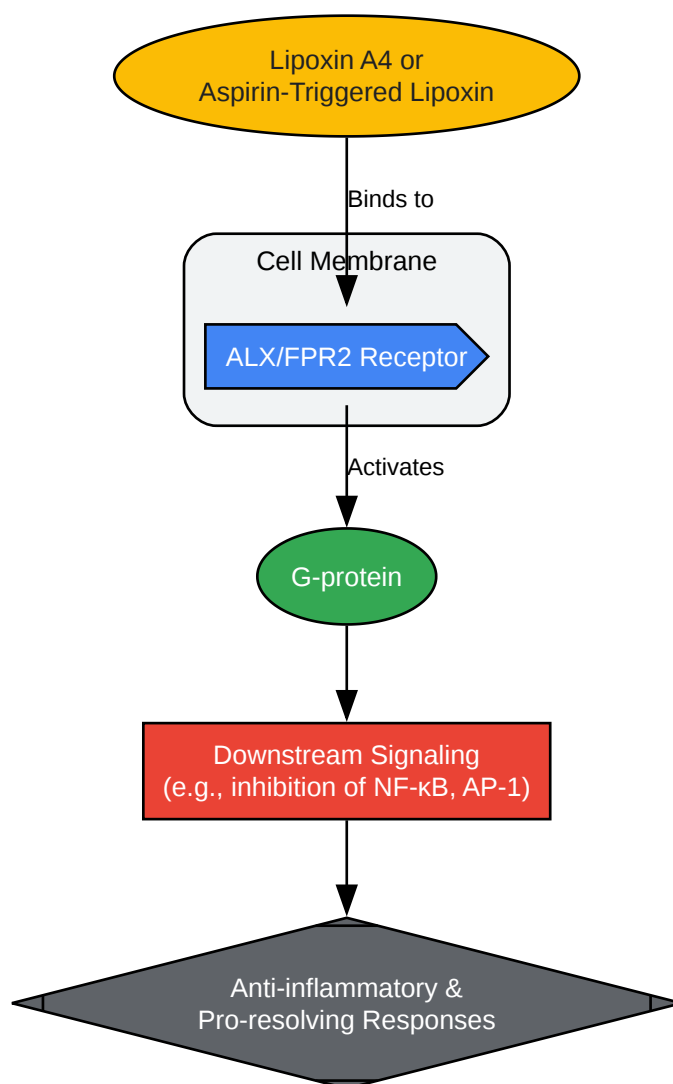 Lipoxin A4 or
Aspirin-Triggered Lipoxin
Binds to
Cell Membrane
ALX/FPR2 Receptor
Activates
G-protein
Downstream Signaling
(e.g., inhibition of NF-κB, AP-1)
Anti-inflammatory &
Pro-resolving Responses